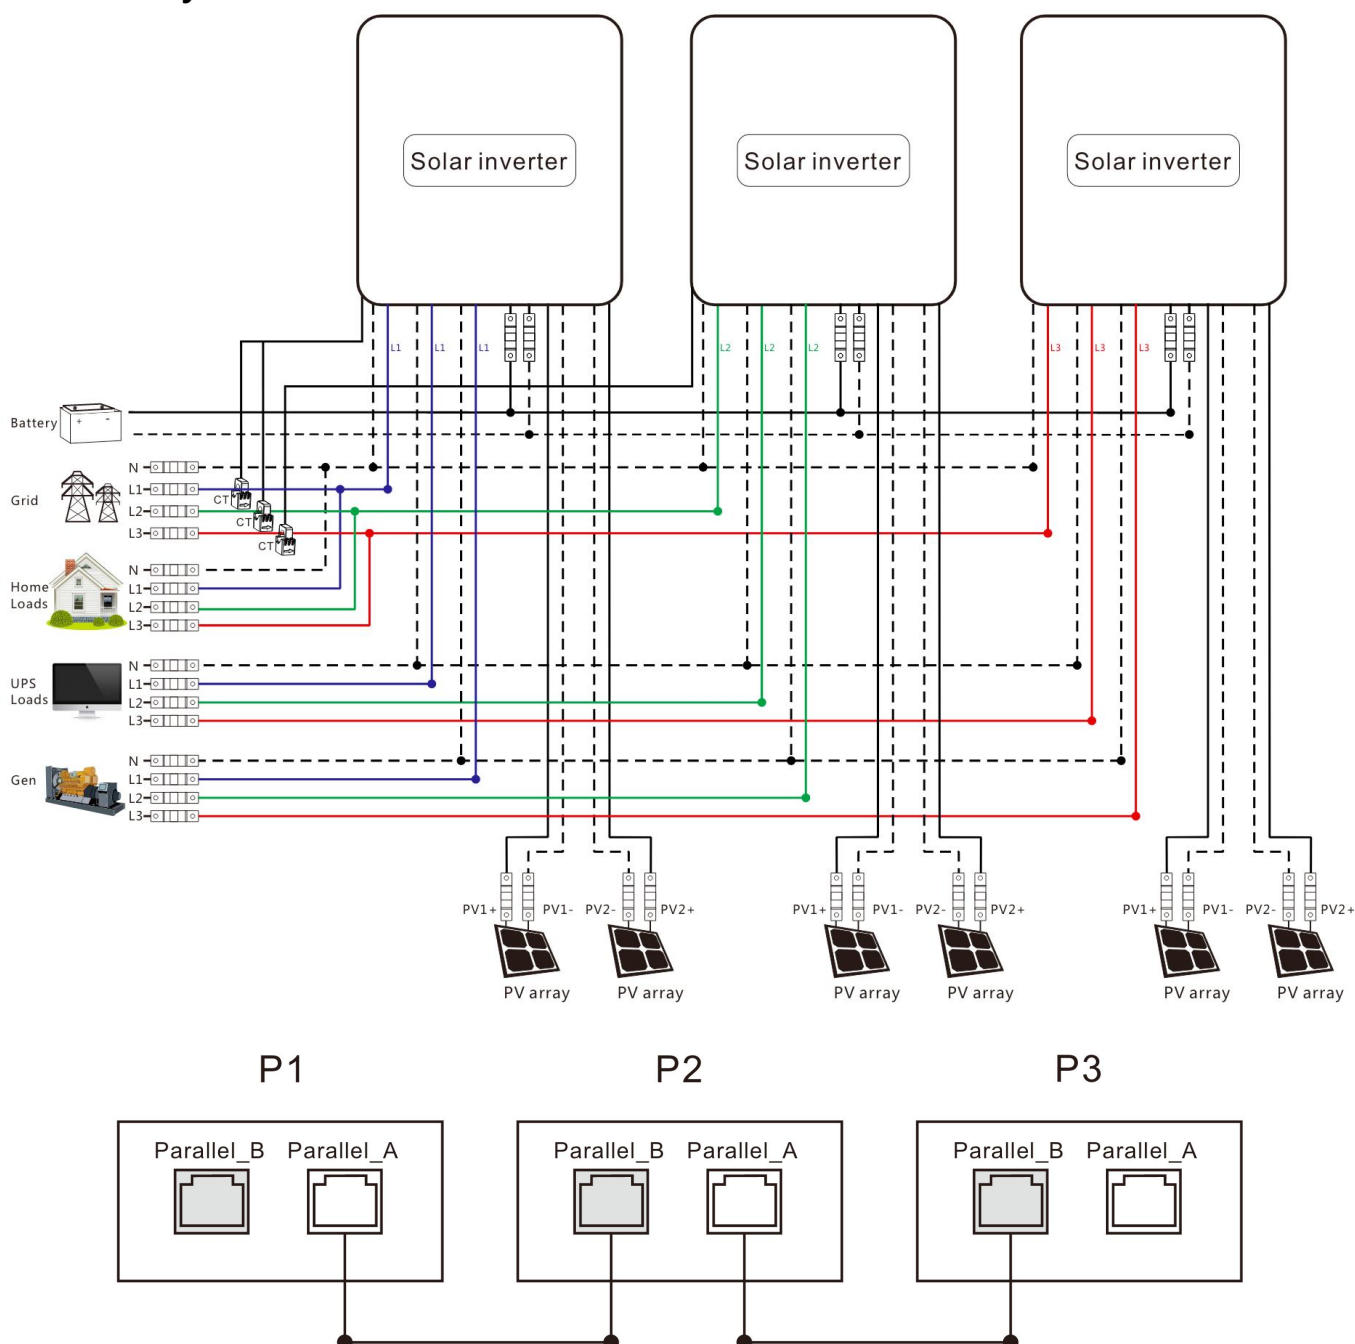 Solar inverter
Solar inverter
Solar inverter
L1
L1
L1
L2
L2
L2
L3
L3
L3
Battery
+
-
N
Grid
L1
CT
L2
CT
L3
CT
Home
Loads
N
L1
L2
L3
UPS
Loads
N
L1
L2
L3
Gen
N
L1
L2
L3
PV1+ PV1- PV2- PV2+
PV1+ PV1- PV2- PV2+
PV1+ PV1- PV2- PV2+
PV array PV array
PV array PV array
PV array PV array
P1
P2
P3
Parallel_B Parallel_A
Parallel_B Parallel_A
Parallel_B Parallel_A